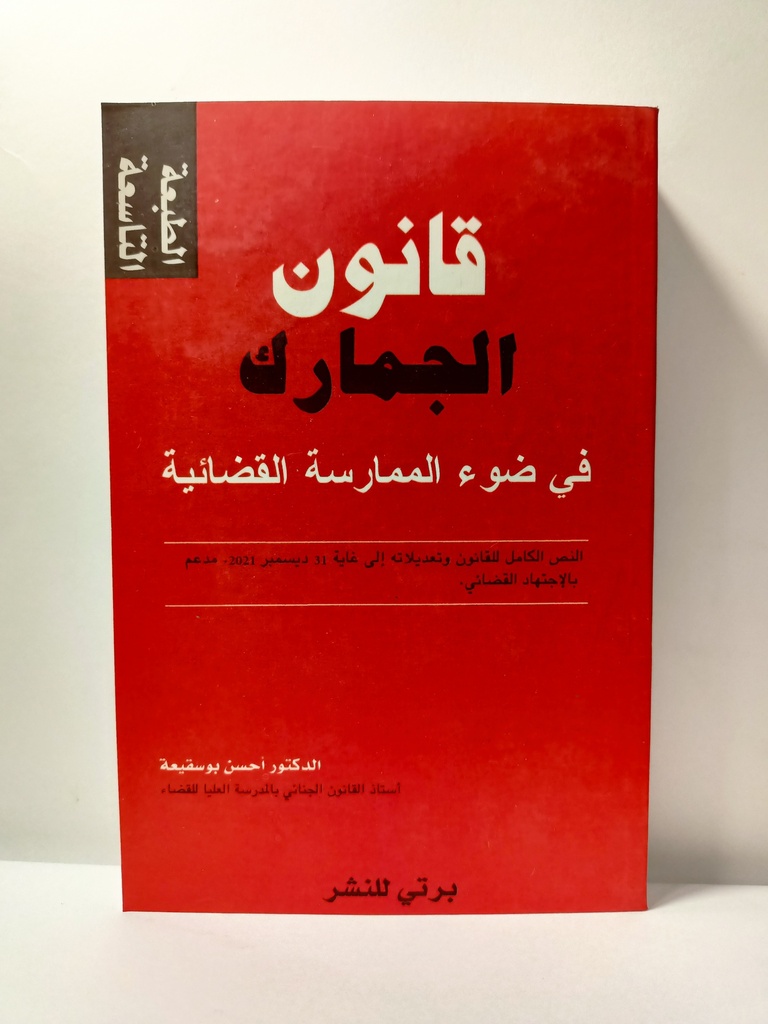 الطبعة
التاسعة
قانون
الجمارك
في ضوء الممارسة القضائية
النص الكامل للقانون وتعديلاته إلى غاية 31 ديسمبر 2021، مدعم
بالإجتهاد القضائي.
الدكتور أحسن بوسقيعة
أستاذ القانون الجنائي بالمدرسة العليا للقضاء
برتي للنشر